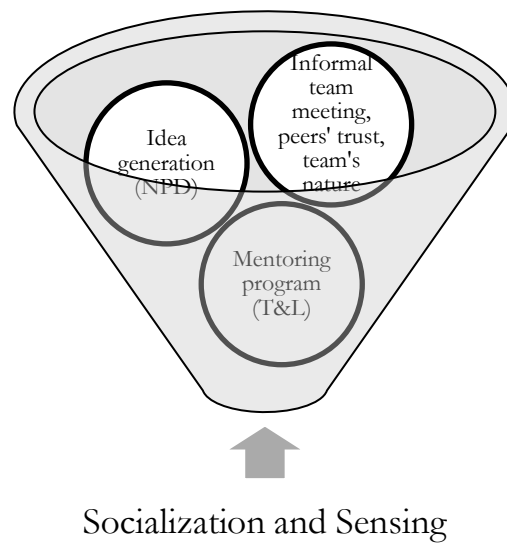 Informal
team
meeting,
peers' trust,
team's
nature
Idea
generation
(NPD)
Mentoring
program
(T&L)
Socialization and Sensing